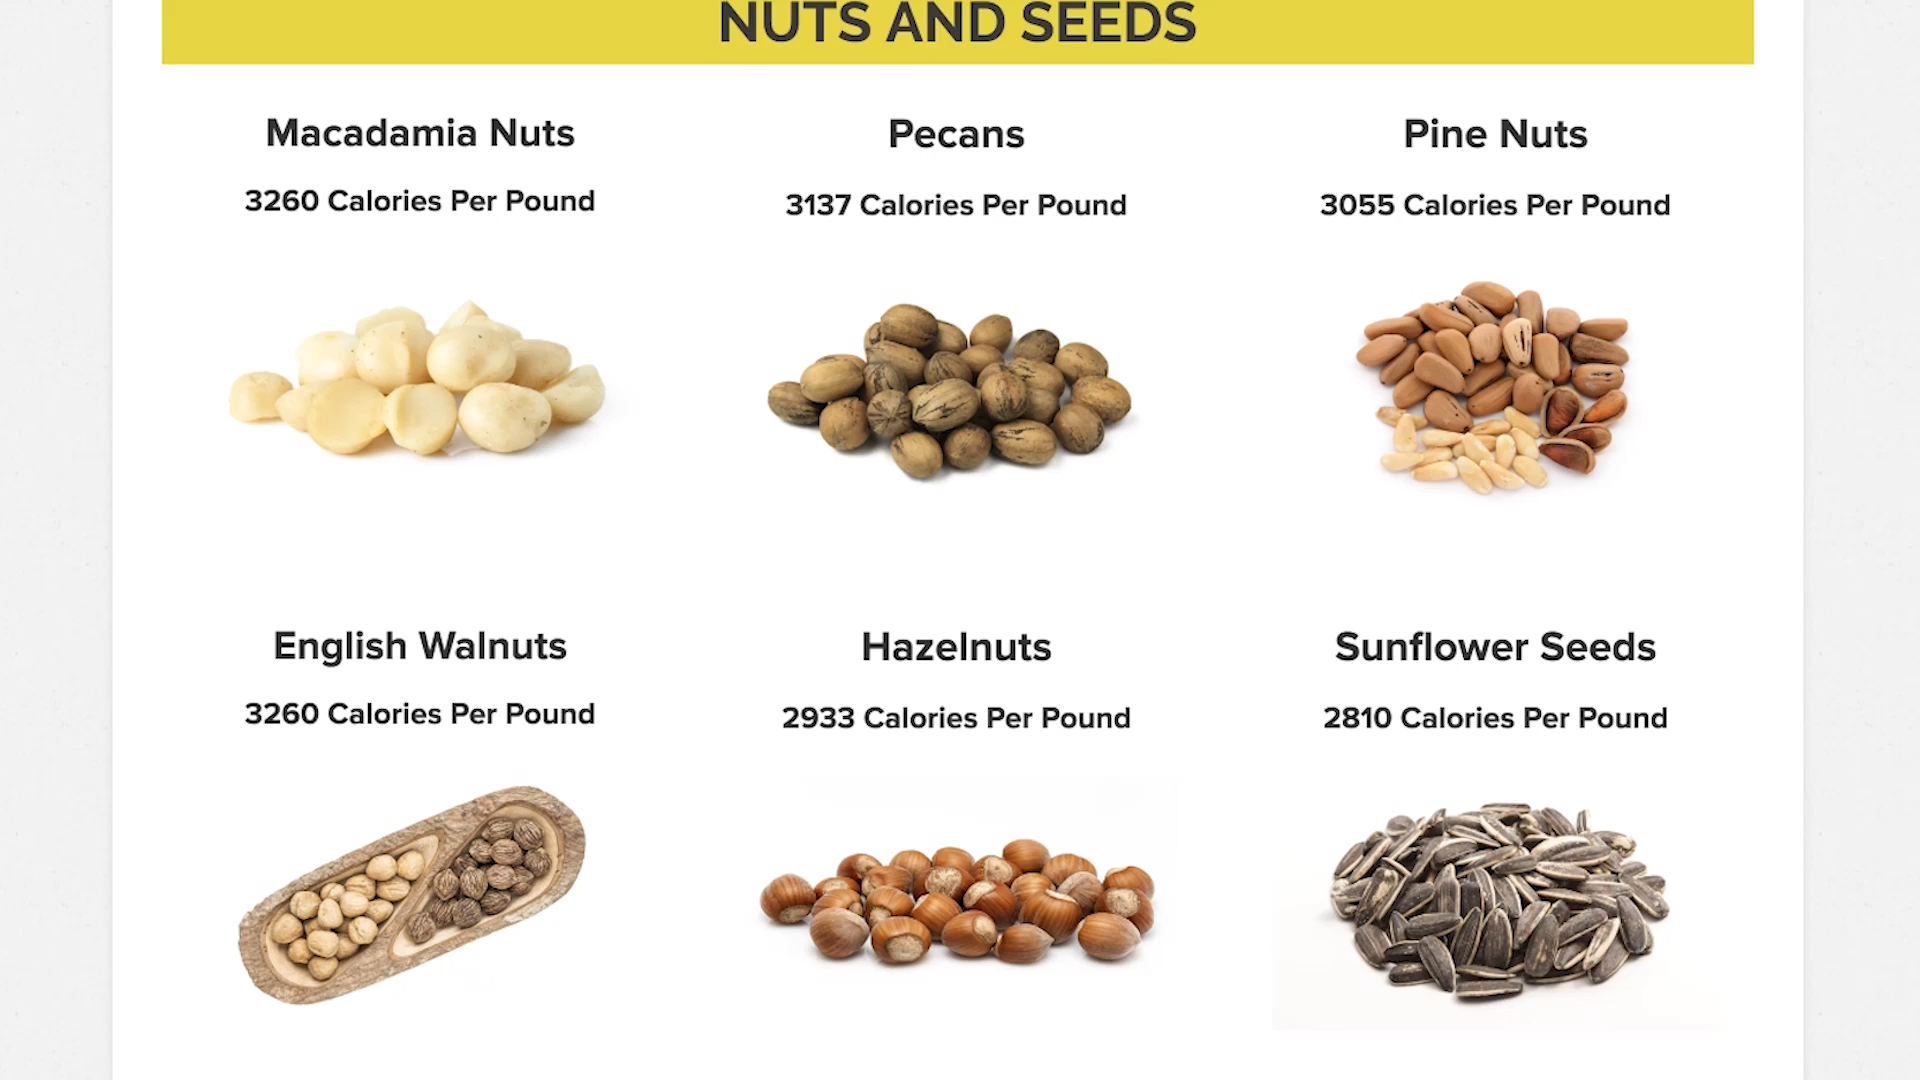 NUTS AND SEEDS
Macadamia Nuts
3260 Calories Per Pound
Pecans
3137 Calories Per Pound
Pine Nuts
3055 Calories Per Pound
English Walnuts
3260 Calories Per Pound
Hazelnuts
2933 Calories Per Pound
Sunflower Seeds
2810 Calories Per Pound